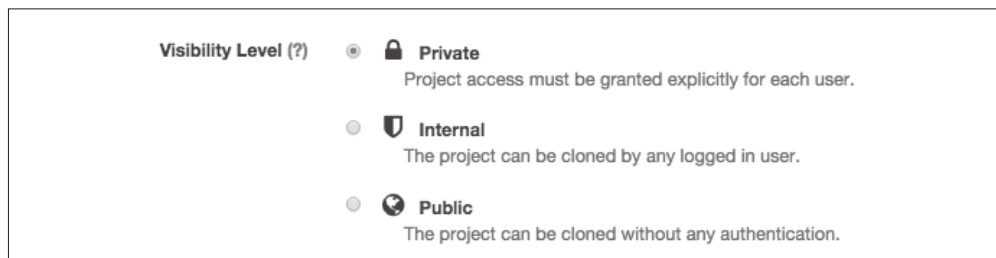 Visibility Level (?)
Private
Project access must be granted explicitly for each user.
Internal
The project can be cloned by any logged in user.
Public
The project can be cloned without any authentication.